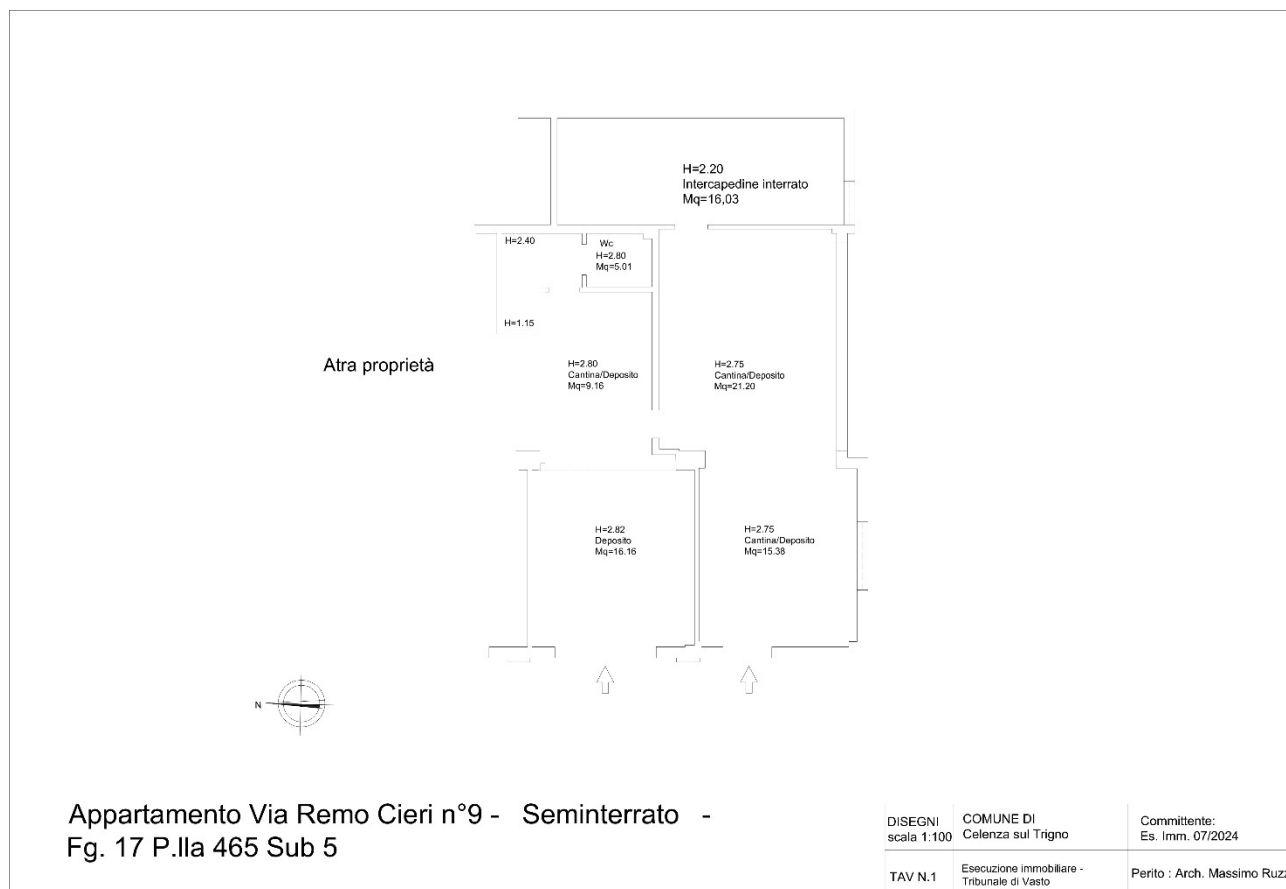 H=2.20
Intercapedine interrato
Mq=16,03
H=2.40
Wc
H=2.80
Mq=5.01
H=1.15
Atra proprietà
H=2.80
Cantina/Deposito
Mq=9.16
H=2.75
Cantina/Deposito
Mq=21.20
H=2.82
Deposito
Mq=16.16
H=2.75
Cantina/Deposito
Mq=15.38
N
Appartamento Via Remo Cieri n°9 - Seminterrato -
Fg. 17 P.lla 465 Sub 5
DISEGNI
scala 1:100
COMUNE DI
Celenza sul Trigno
Committente:
Es. Imm. 07/2024
TAV N.1
Esecuzione immobiliare -
Tribunale di Vasto
Perito : Arch. Massimo Ruzz